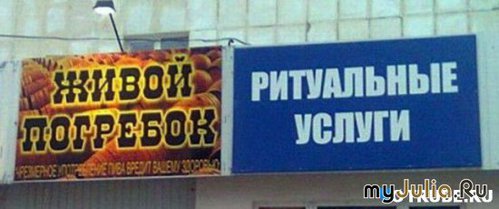 ЖИВОЙ
ПОГРЕБОК
ЧРЕЗМЕРНОЕ УПОТРЕБЛЕНИЕ ПИВА ВРЕДИТ ВАШЕМУ ЗДОРОВЬЮ
РИТУАЛЬНЫЕ
УСЛУГИ
myJulia.Ru